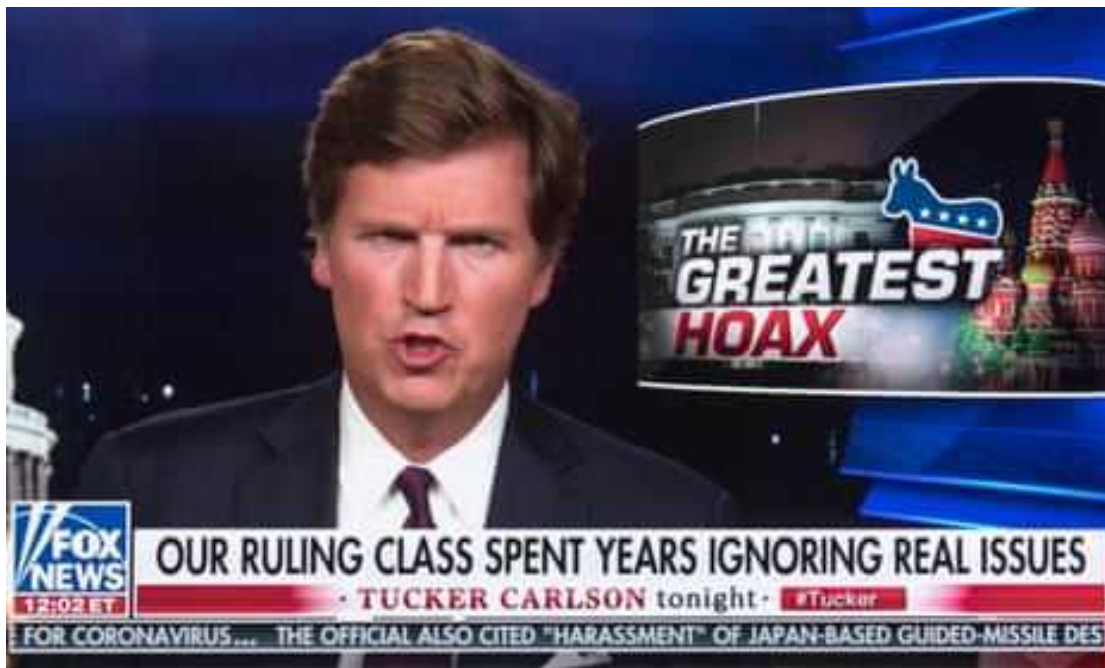 THE
GREATEST
HOAX
FOX
NEWS
12:02 ET
OUR RULING CLASS SPENT YEARS IGNORING REAL ISSUES
· TUCKER CARLSON tonight · #Tucker
FOR CORONAVIRUS... THE OFFICIAL ALSO CITED "HARASSMENT" OF JAPAN-BASED GUIDED-MISSILE DES